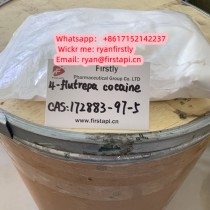 Whatsapp： +8617152142237
Wickr me: ryanfirstly
Email: ryan@firstapi.cn
Firstly
Pharmaceutical Group Co. LTD
4-flutrepa cocaine
CAS:172883-97-5
www.firstapi.cn